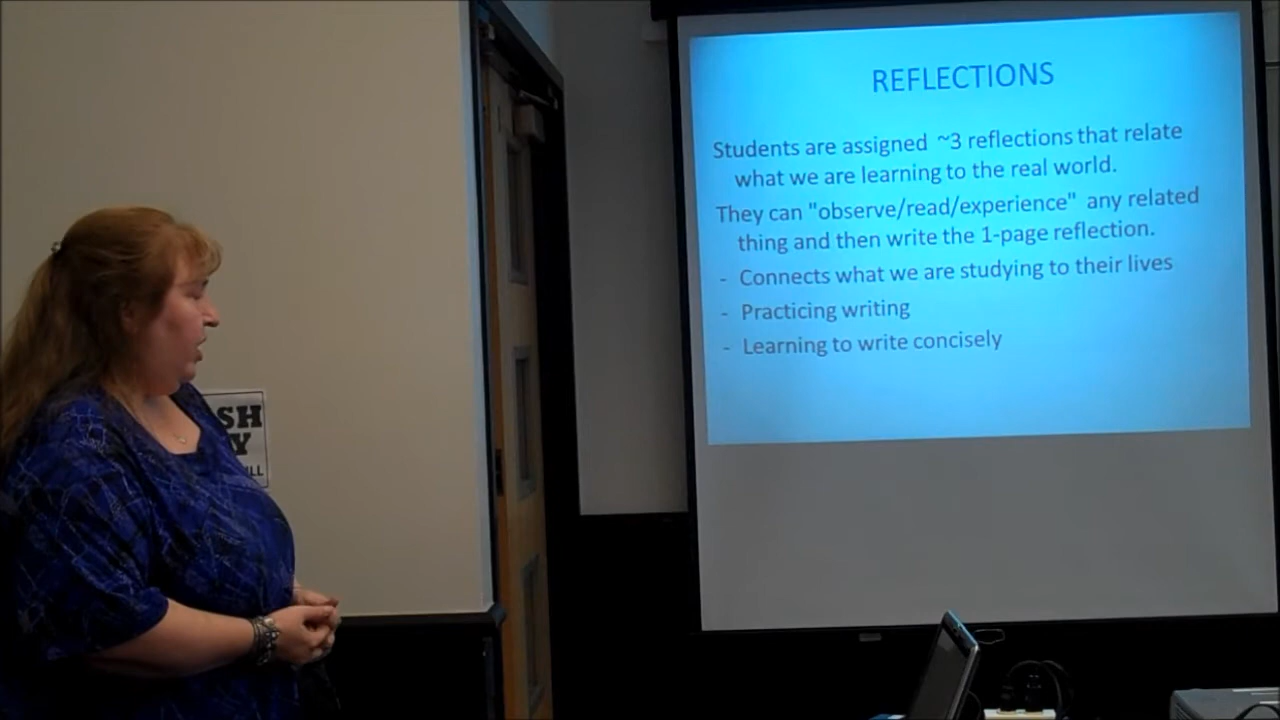 REFLECTIONS
Students are assigned ~3 reflections that relate
what we are learning to the real world.
They can "observe/read/experience" any related
thing and then write the 1-page reflection.
- Connects what we are studying to their lives
- Practicing writing
- Learning to write concisely
SH
Y
ILL